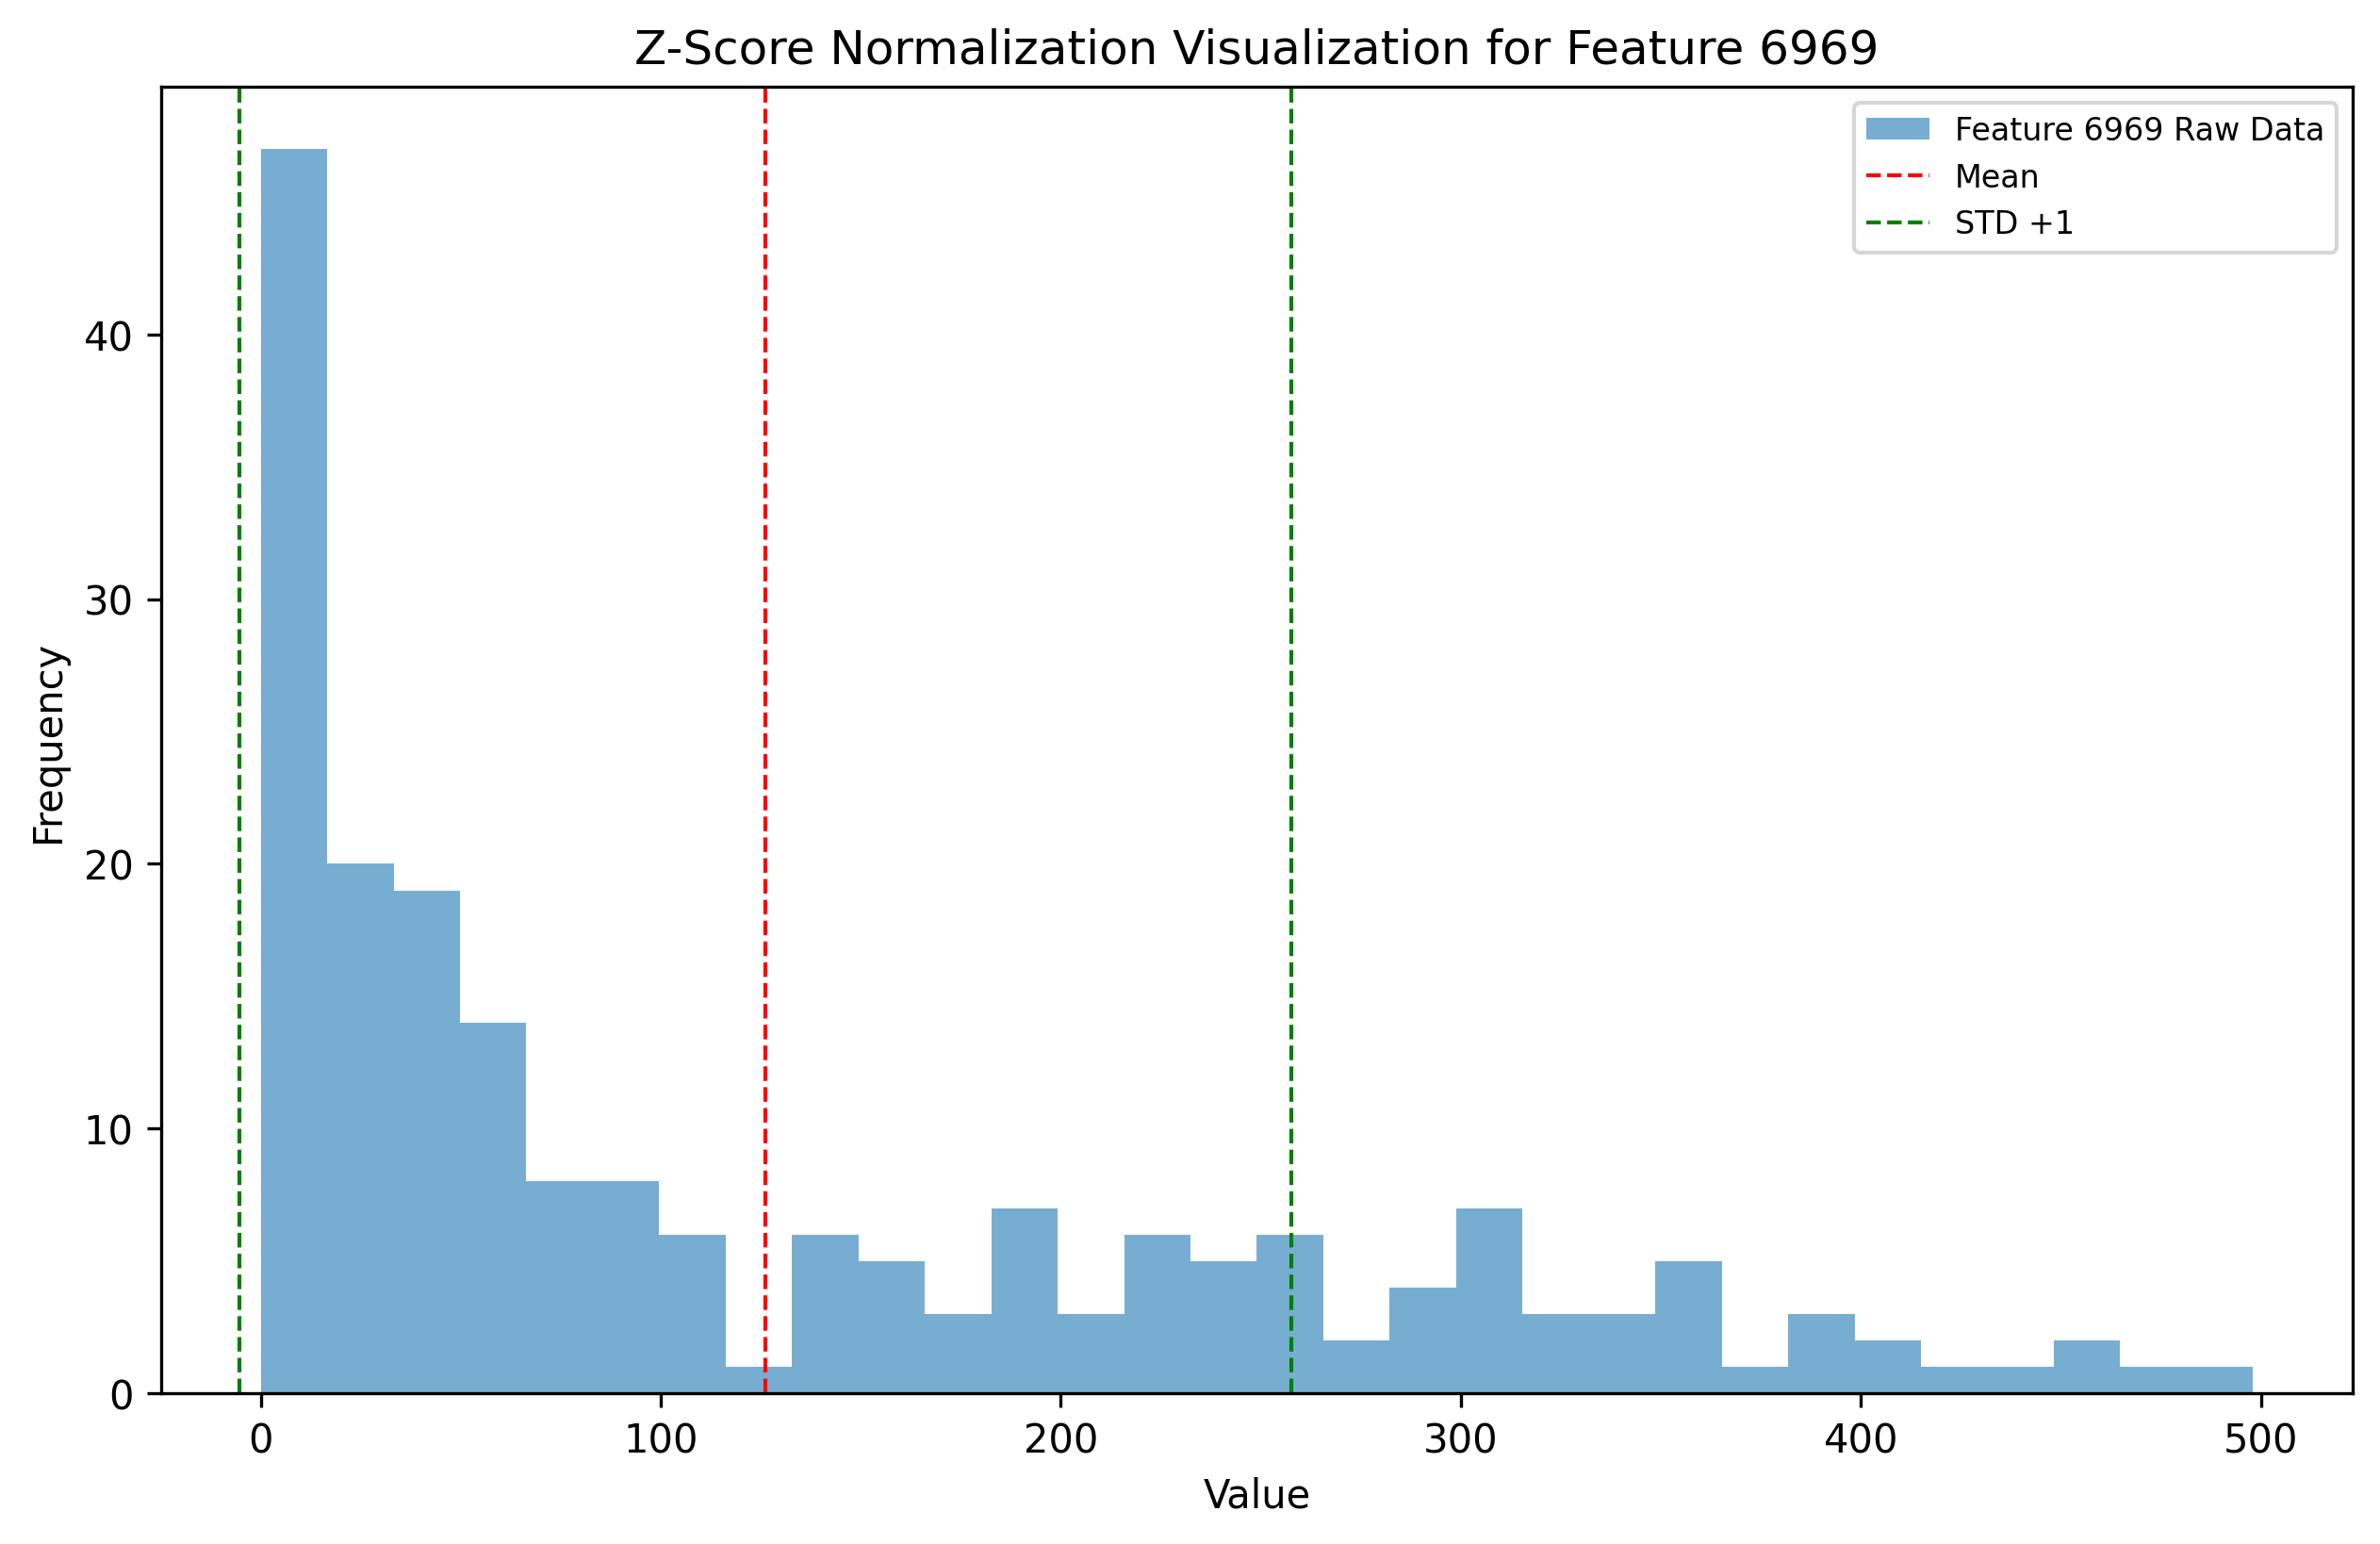 Z-Score Normalization Visualization for Feature 6969
Feature 6969 Raw Data
Mean
STD +1
40
30
20
10
0
Frequency
0 100 200 300 400 500
Value